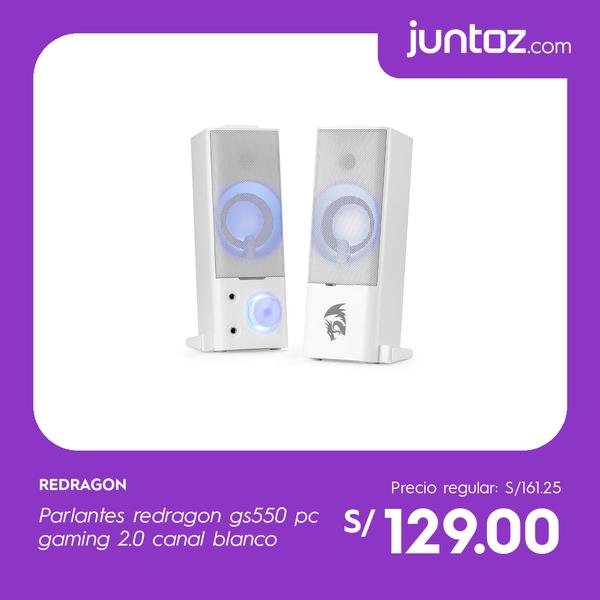 juntoz.com
REDRAGON
Parlantes redragon gs550 pc
gaming 2.0 canal blanco
Precio regular: S/161.25
S/129.00